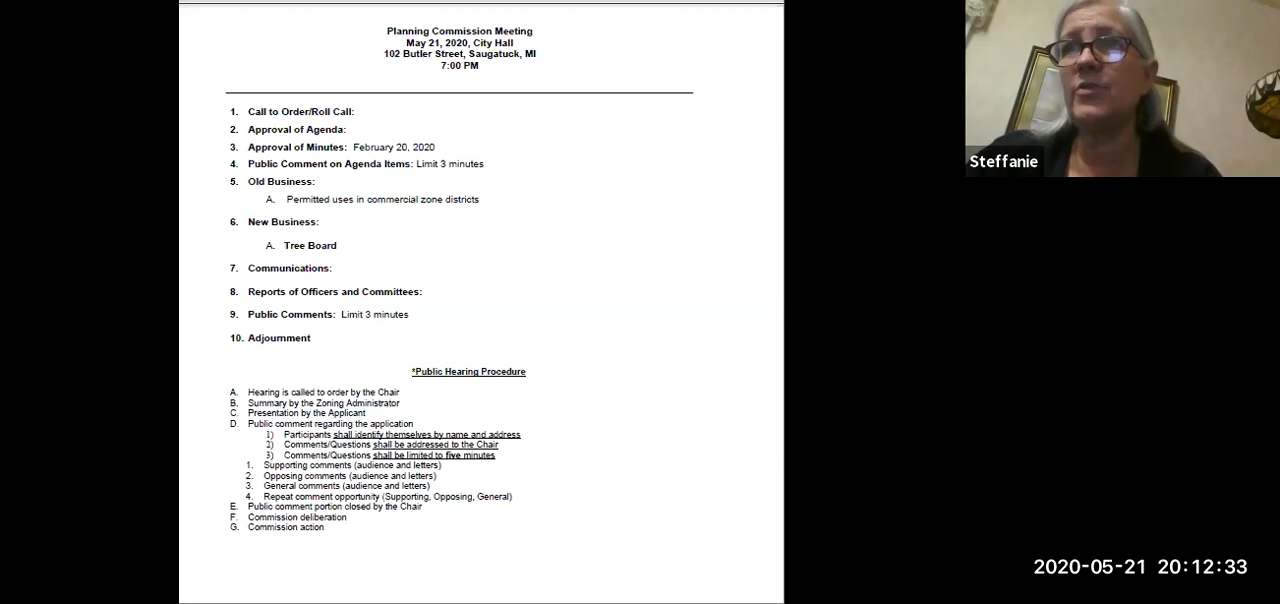 Planning Commission Meeting
May 21, 2020, City Hall
102 Butler Street, Saugatuck, MI
7:00 PM
1. Call to Order/Roll Call:
2. Approval of Agenda:
3. Approval of Minutes: February 20, 2020
4. Public Comment on Agenda Items: Limit 3 minutes
5. Old Business:
A. Permitted uses in commercial zone districts
6. New Business:
A. Tree Board
7. Communications:
8. Reports of Officers and Committees:
9. Public Comments: Limit 3 minutes
10. Adjournment
*Public Hearing Procedure
A. Hearing is called to order by the Chair
B. Summary by the Zoning Administrator
C. Presentation by the Applicant
D. Public comment regarding the application
1) Participants shall identify themselves by name and address
2) Comments/Questions shall be addressed to the Chair
3) Comments/Questions shall be limited to five minutes
1. Supporting comments (audience and letters)
2. Opposing comments (audience and letters)
3. General comments (audience and letters)
4. Repeat comment opportunity (Supporting, Opposing, General)
E. Public comment portion closed by the Chair
F. Commission deliberation
G. Commission action
Steffanie
2020-05-21 20:12:33